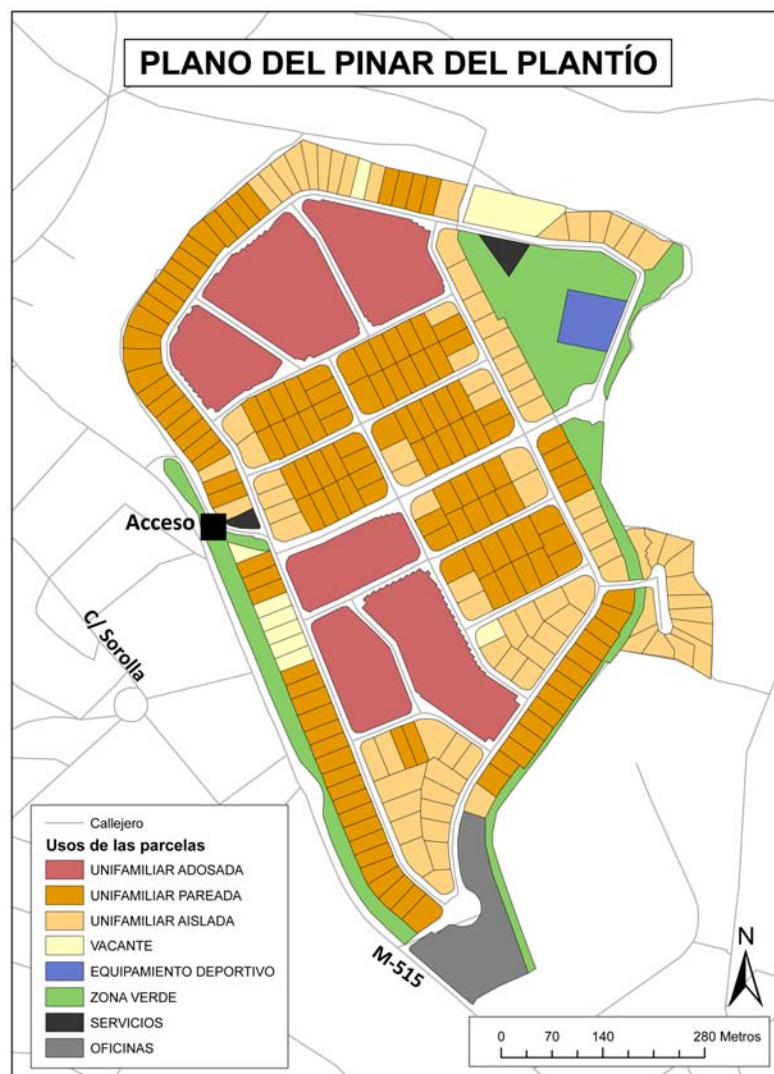 PLANO DEL PINAR DEL PLANTÍO
Acceso
C/ Sorolla
M-515
Callejero
Usos de las parcelas
UNIFAMILIAR ADOSADA
UNIFAMILIAR PAREADA
UNIFAMILIAR AISLADA
VACANTE
EQUIPAMIENTO DEPORTIVO
ZONA VERDE
SERVICIOS
OFICINAS
N
0 70 140 280 Metros